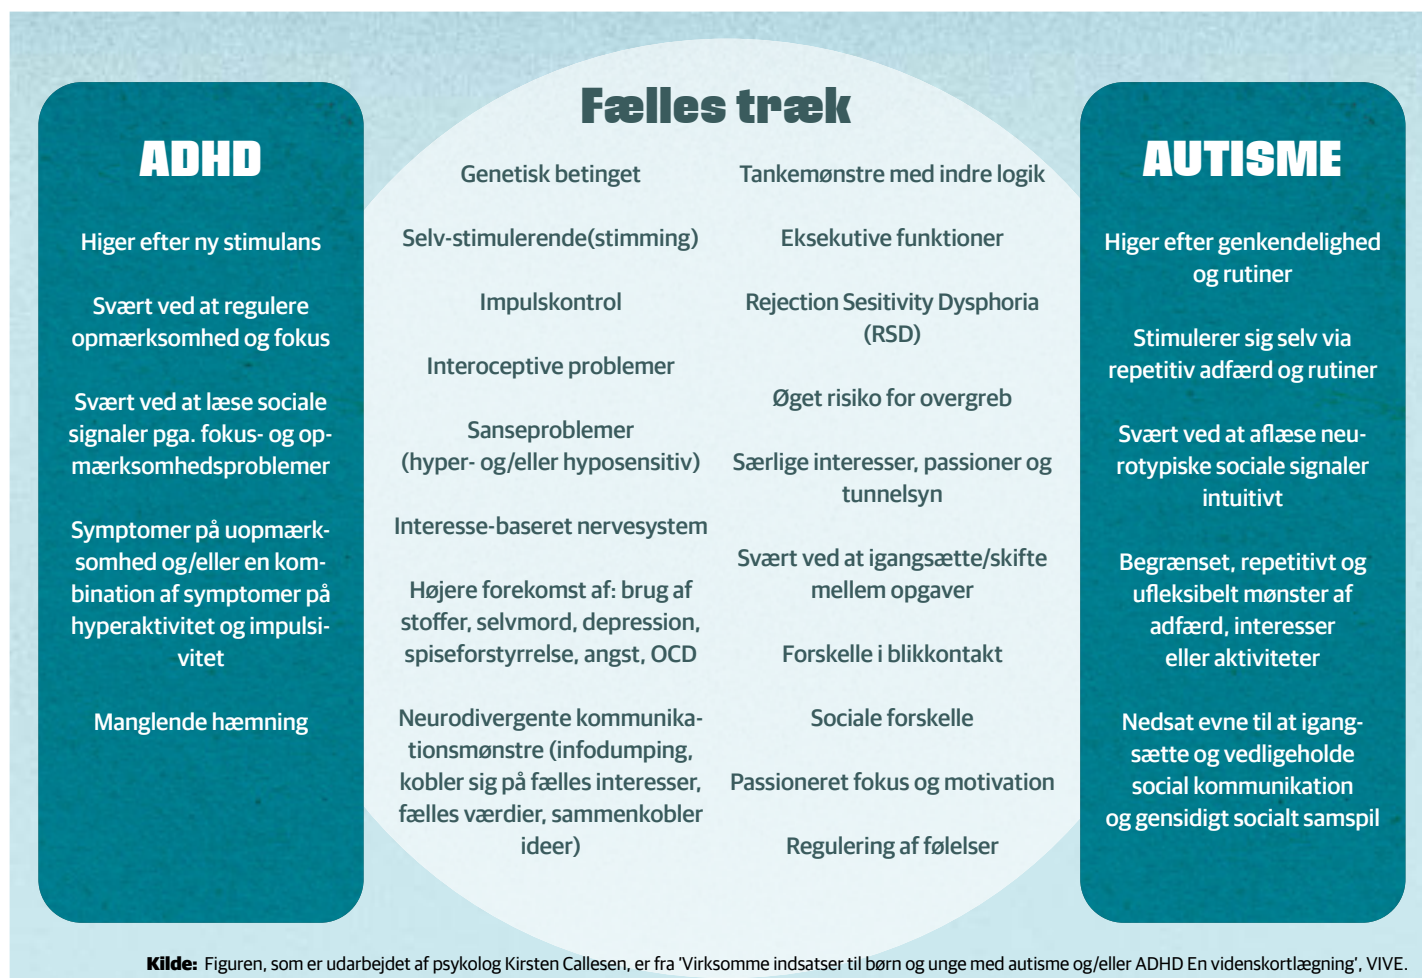 ADHD
Higer efter ny stimulans
Svært ved at regulere
opmærksomhed og fokus
Svært ved at læse sociale
signaler pga. fokus- og op-
mærksomhedsproblemer
Symptomer på uopmærk-
somhed og/eller en kom-
bination af symptomer på
hyperaktivitet og impulsi-
vitet
Manglende hæmning
Fælles træk
Genetisk betinget
Selv-stimulerende(stimming)
Impulskontrol
Interoceptive problemer
Sanseproblemer
(hyper- og/eller hyposensitiv)
Interesse-baseret nervesystem
Højere forekomst af: brug af
stoffer, selvmord, depression,
spiseforstyrrelse, angst, OCD
Neurodivergente kommunika-
tionsmønstre (infodumping,
kobler sig på fælles interesser,
fælles værdier, sammenkobler
ideer)
Tankemønstre med indre logik
Eksekutive funktioner
Rejection Sesitivity Dysphoria
(RSD)
Øget risiko for overgreb
Særlige interesser, passioner og
tunnelsyn
Svært ved at igangsætte/skifte
mellem opgaver
Forskelle i blikkontakt
Sociale forskelle
Passioneret fokus og motivation
Regulering af følelser
AUTISME
Higer efter genkendelighed
og rutiner
Stimulerer sig selv via
repetitiv adfærd og rutiner
Svært ved at aflæse neu-
rotypiske sociale signaler
intuitivt
Begrænset, repetitivt og
ufleksibelt mønster af
adfærd, interesser
eller aktiviteter
Nedsat evne til at igang-
sætte og vedligeholde
social kommunikation
og gensidigt socialt samspil
Kilde: Figuren, som er udarbejdet af psykolog Kirsten Callesen, er fra 'Virksomme indsatser til børn og unge med autisme og/eller ADHD En videnskortlægning', VIVE.